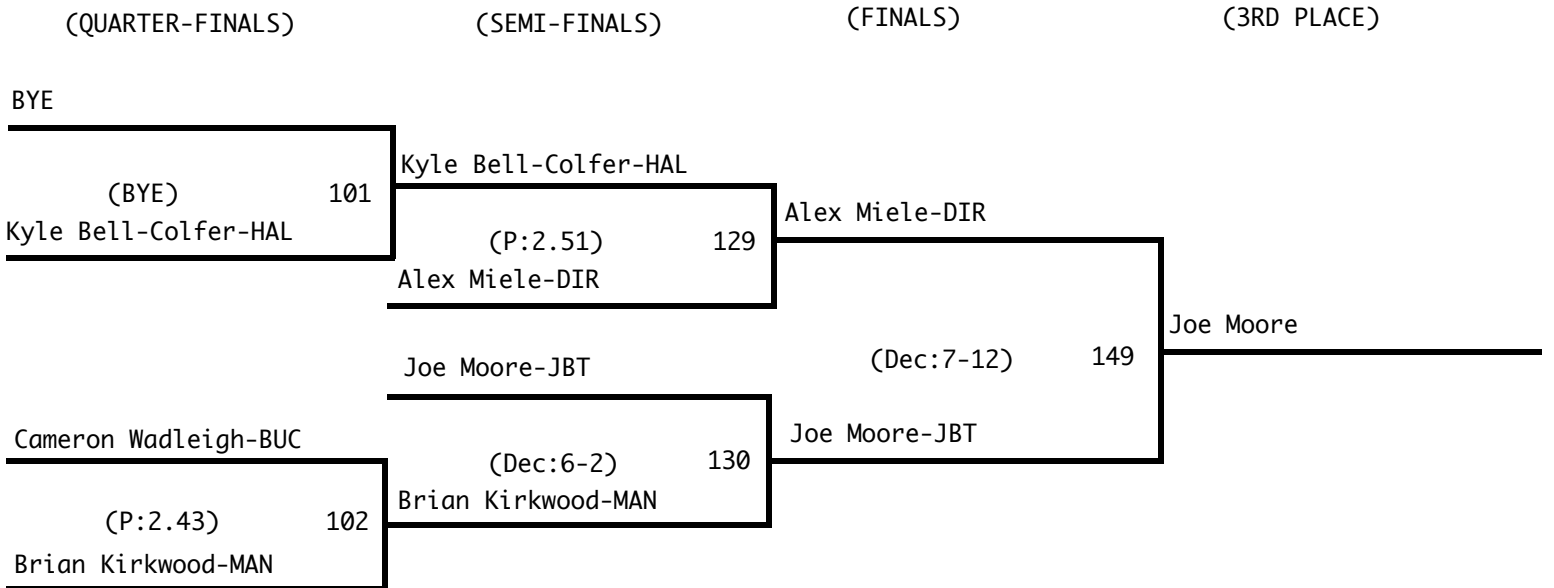 (QUARTER-FINALS) (SEMI-FINALS) (FINALS) (3RD PLACE)
BYE
(BYE) 101
Kyle Bell-Colfer-HAL
Cameron Wadleigh-BUC
(P:2.43) 102
Brian Kirkwood-MAN
Kyle Bell-Colfer-HAL
(P:2.51) 129
Alex Miele-DIR
Joe Moore-JBT
(Dec:6-2) 130
Brian Kirkwood-MAN
Alex Miele-DIR
(Dec:7-12) 149
Joe Moore-JBT
Joe Moore